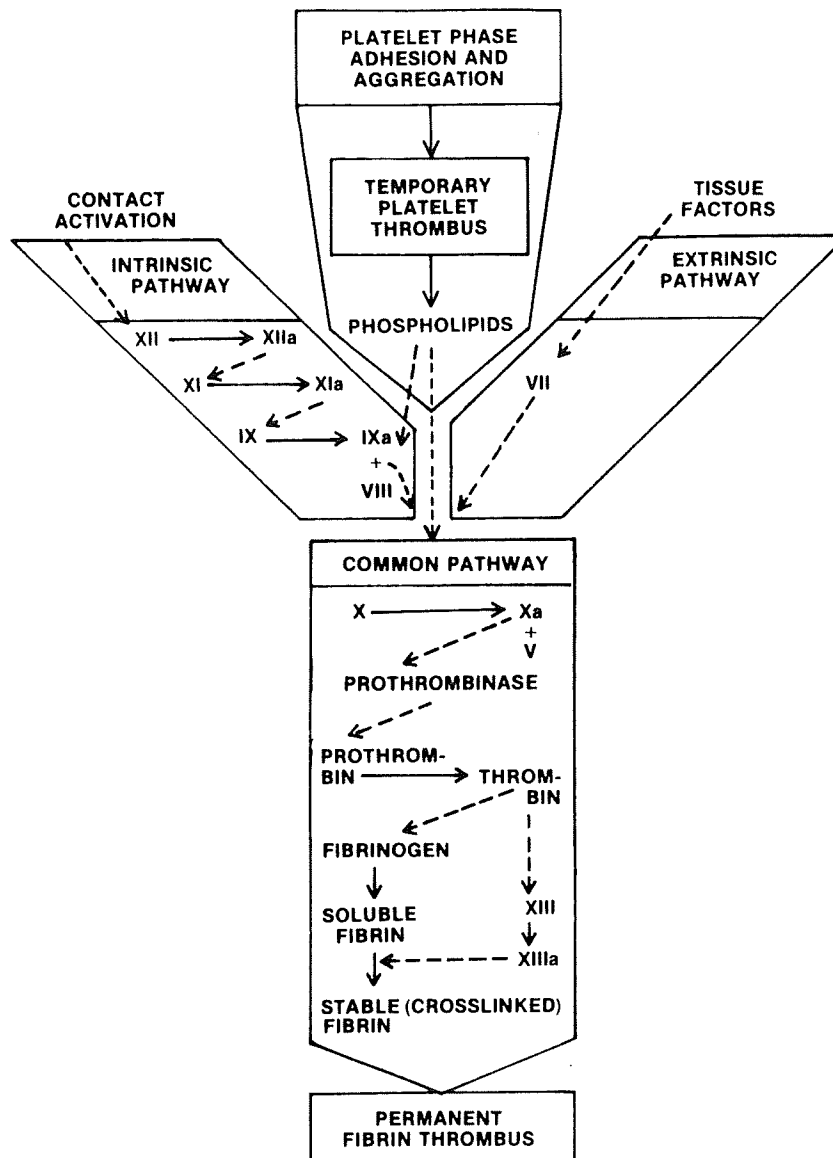 PLATELET PHASE
ADHESION AND
AGGREGATION
TEMPORARY
PLATELET
THROMBUS
PHOSPHOLIPIDS
CONTACT
ACTIVATION
INTRINSIC
PATHWAY
XII XIIa
XI XIa
IX IXa
+
VIII
TISSUE
FACTORS
EXTRINSIC
PATHWAY
VII
COMMON PATHWAY
X Xa
+
V
PROTHROMBINASE
PROTHROM-
BIN
THROM-
BIN
FIBRINOGEN
XIII
SOLUBLE
FIBRIN
XIIIa
STABLE (CROSSLINKED)
FIBRIN
PERMANENT
FIBRIN THROMBUS